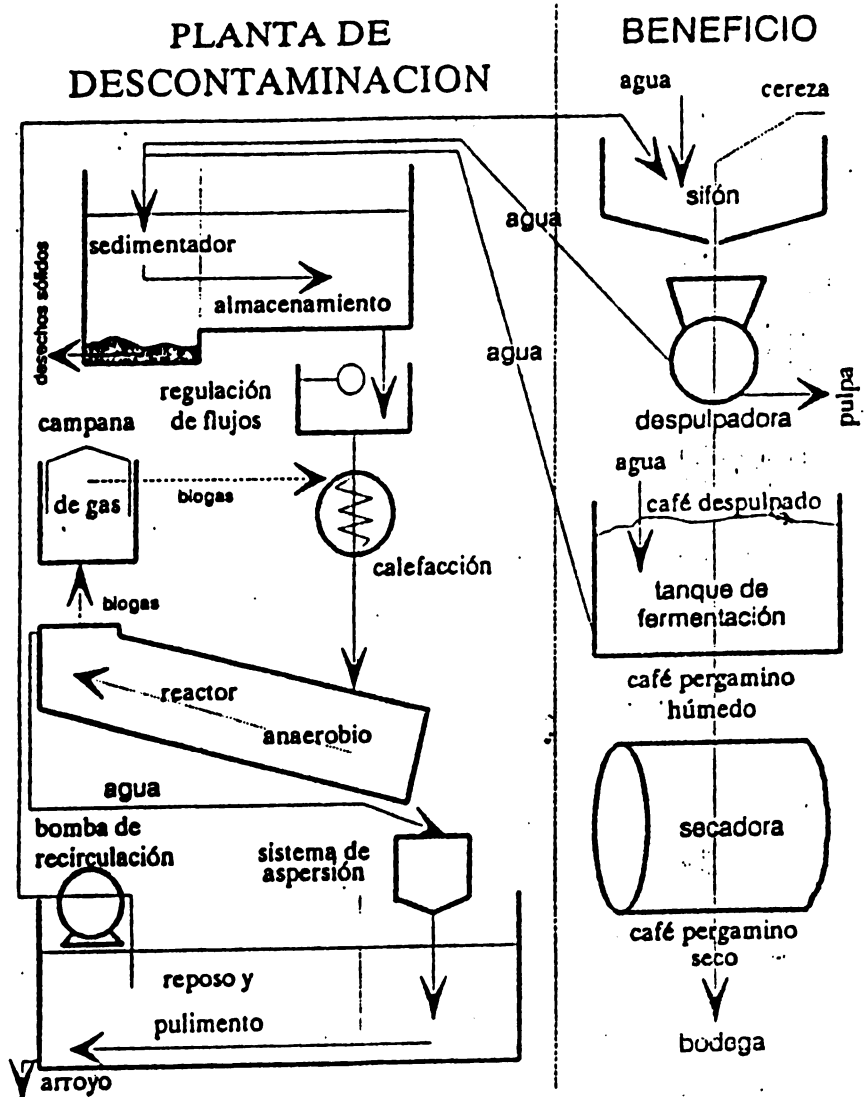 PLANTA DE
DESCONTAMINACION
BENEFICIO
agua
cereza
sifón
agua
sedimentador
almacenamiento
desechos sólidos
agua
regulación
de flujos
despulpadora
pulpa
campana
de gas
biogas
calefacción
agua
café despulpado
tanque de
fermentación
biogas
café pergamino
húmedo
reactor
anaerobio
agua
bomba de
recirculación
sistema de
aspersión
secadora
café pergamino
seco
reposo y
pulimento
bodega
arroyo